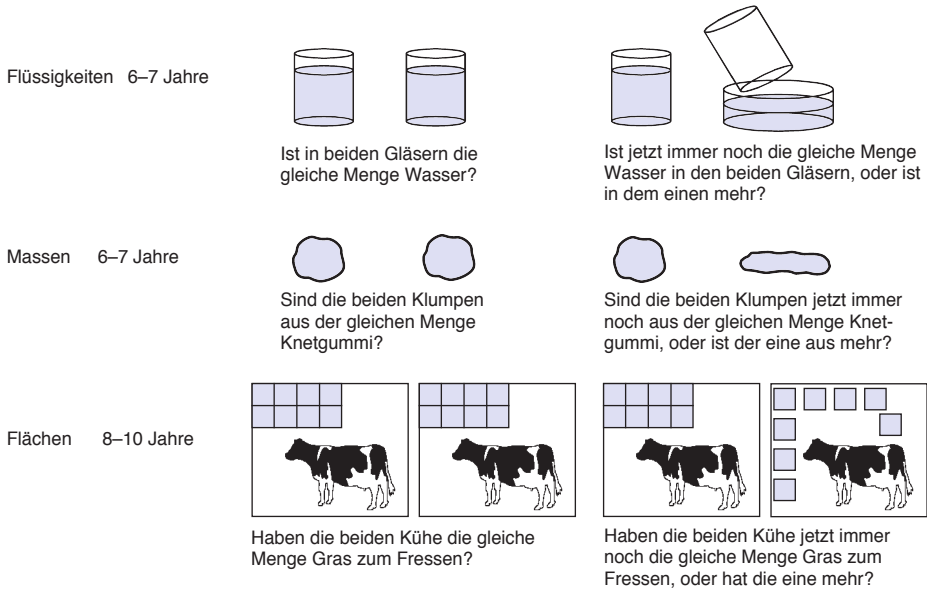 Flüssigkeiten 6–7 Jahre
Ist in beiden Gläsern die
gleiche Menge Wasser?
Ist jetzt immer noch die gleiche Menge
Wasser in den beiden Gläsern, oder ist
in dem einen mehr?
Massen 6–7 Jahre
Sind die beiden Klumpen
aus der gleichen Menge
Knetgummi?
Sind die beiden Klumpen jetzt immer
noch aus der gleichen Menge Knet-
gummi, oder ist der eine aus mehr?
Flächen 8–10 Jahre
Haben die beiden Kühe die gleiche
Menge Gras zum Fressen?
Haben die beiden Kühe jetzt immer
noch die gleiche Menge Gras zum
Fressen, oder hat die eine mehr?